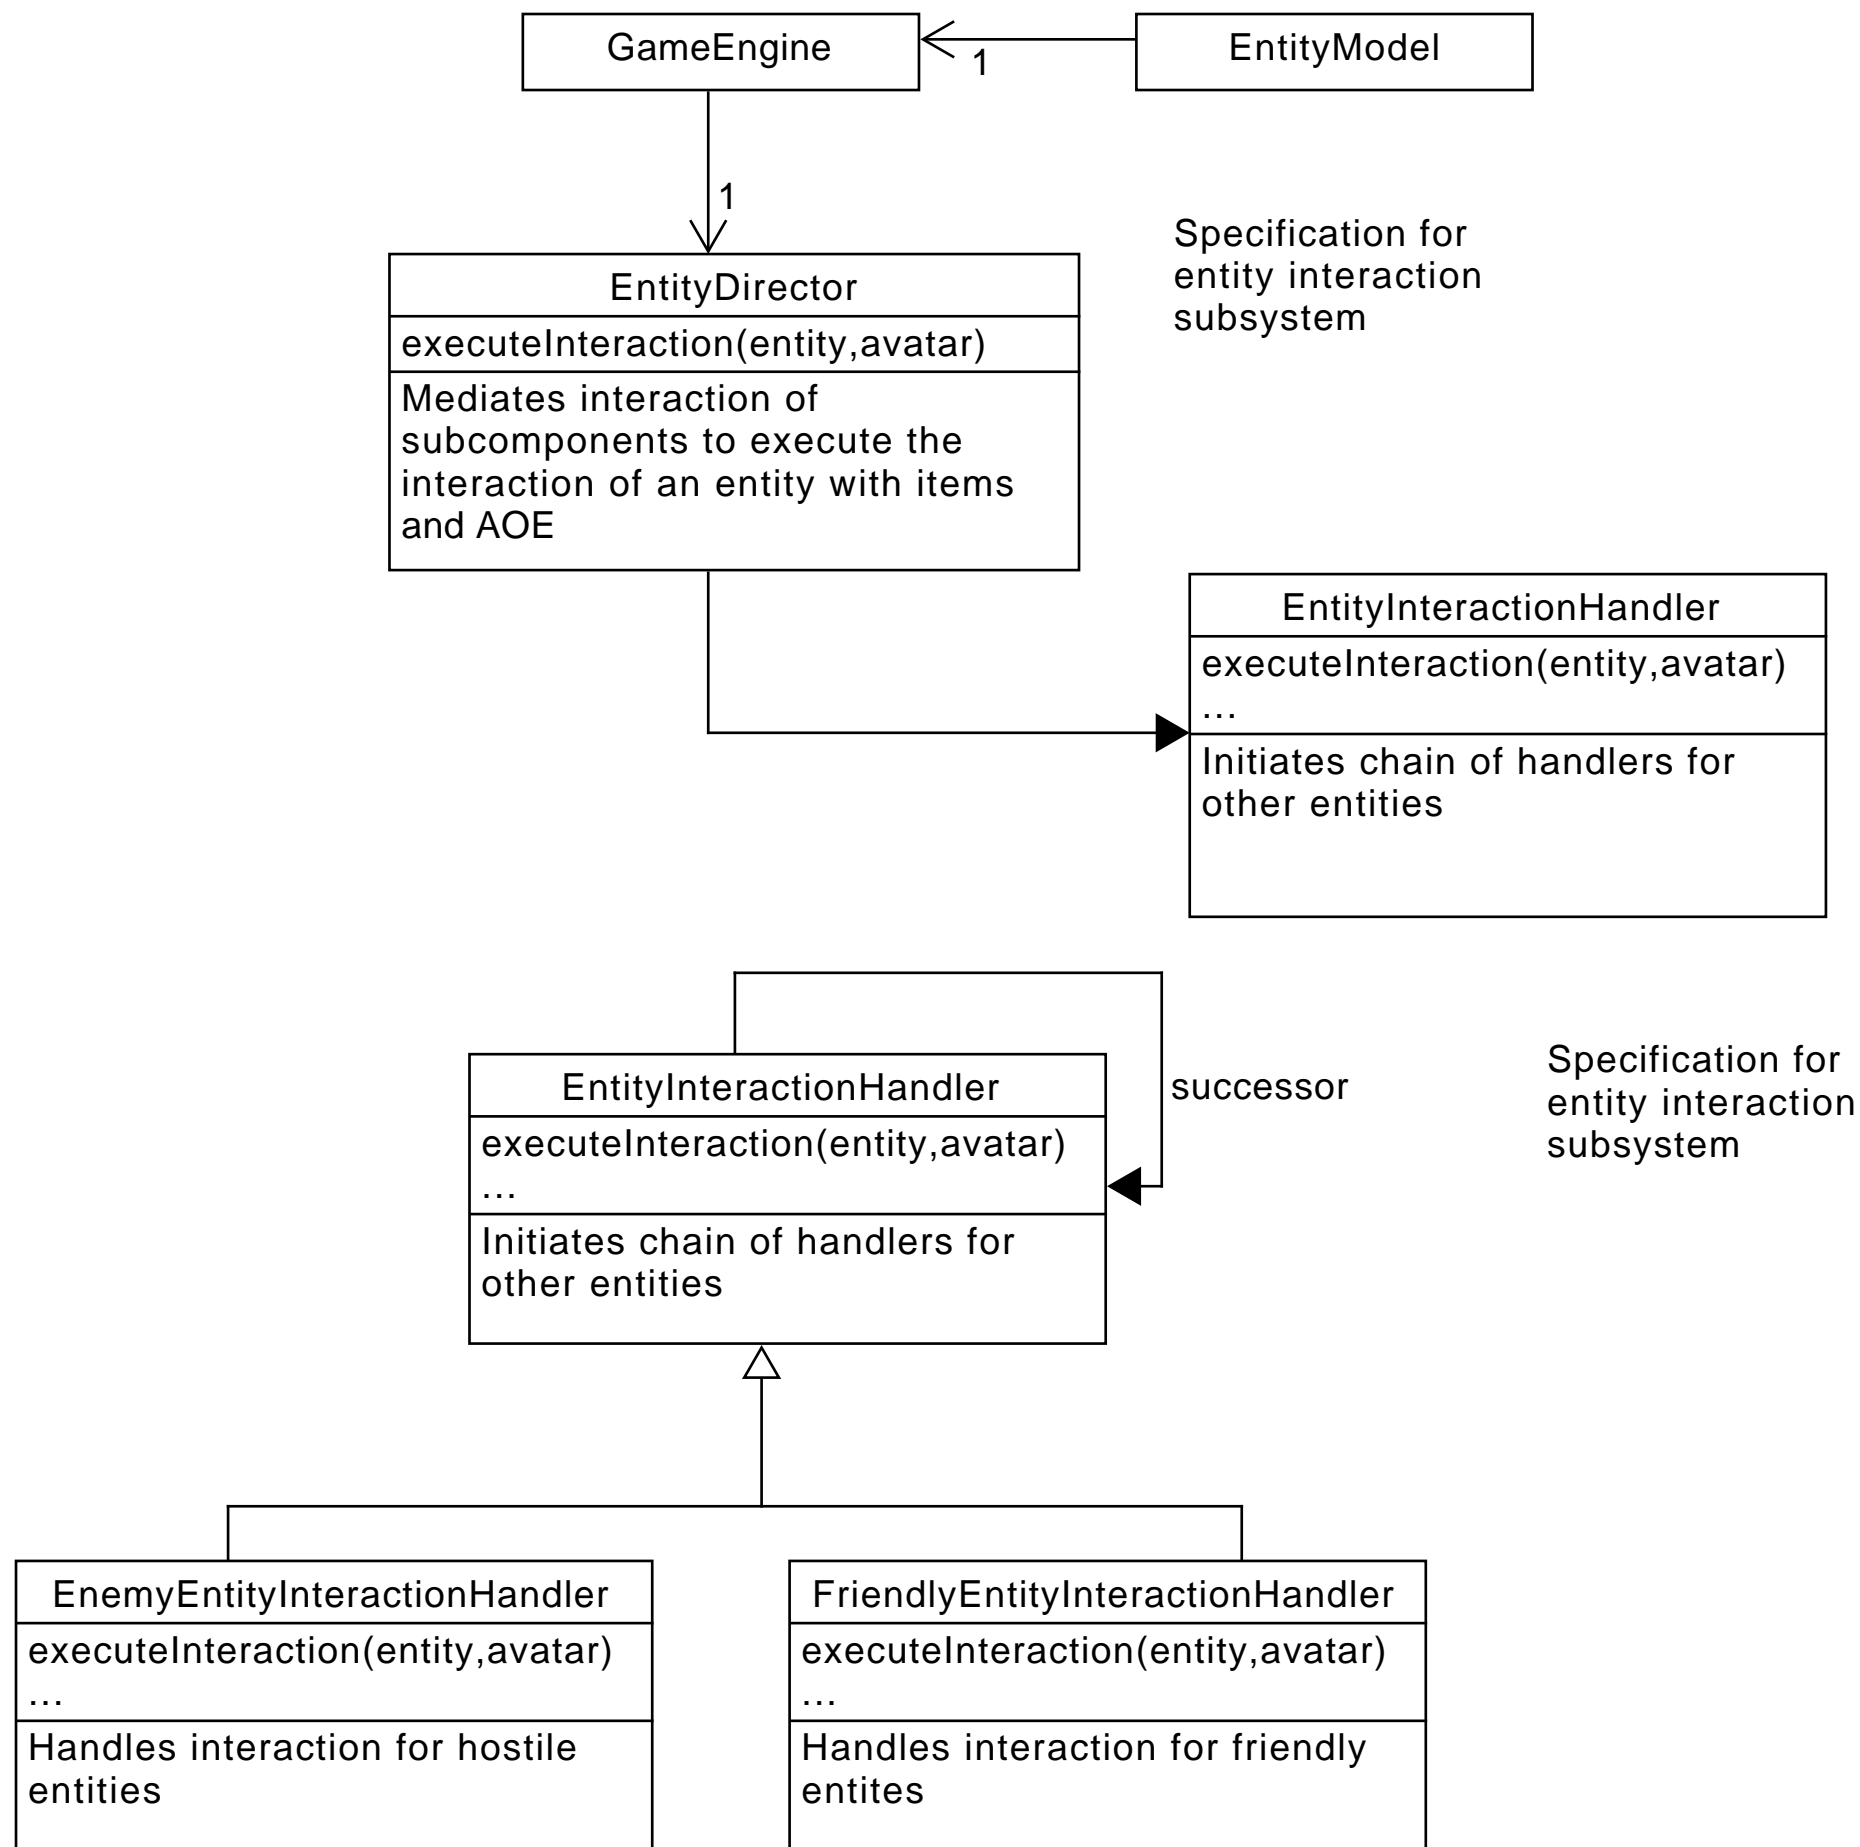 GameEngine
EntityModel
1
1
Specification for
entity interaction
subsystem
EntityDirector
executeInteraction(entity,avatar)
Mediates interaction of
subcomponents to execute the
interaction of an entity with items
and AOE
EntityInteractionHandler
executeInteraction(entity,avatar)
...
Initiates chain of handlers for
other entities
EntityInteractionHandler
executeInteraction(entity,avatar)
...
Initiates chain of handlers for
other entities
successor
Specification for
entity interaction
subsystem
EnemyEntityInteractionHandler
executeInteraction(entity,avatar)
...
Handles interaction for hostile
entities
FriendlyEntityInteractionHandler
executeInteraction(entity,avatar)
...
Handles interaction for friendly
entites